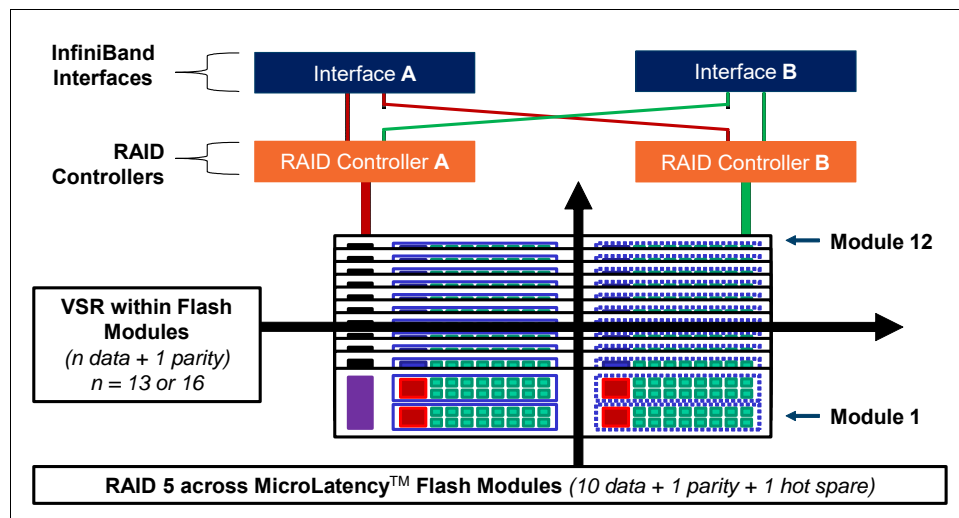 InfiniBand
Interfaces
Interface A
Interface B
RAID
Controllers
RAID Controller A
RAID Controller B
Module 12
VSR within Flash
Modules
(n data + 1 parity)
n = 13 or 16
Module 1
RAID 5 across MicroLatency™ Flash Modules (10 data + 1 parity + 1 hot spare)